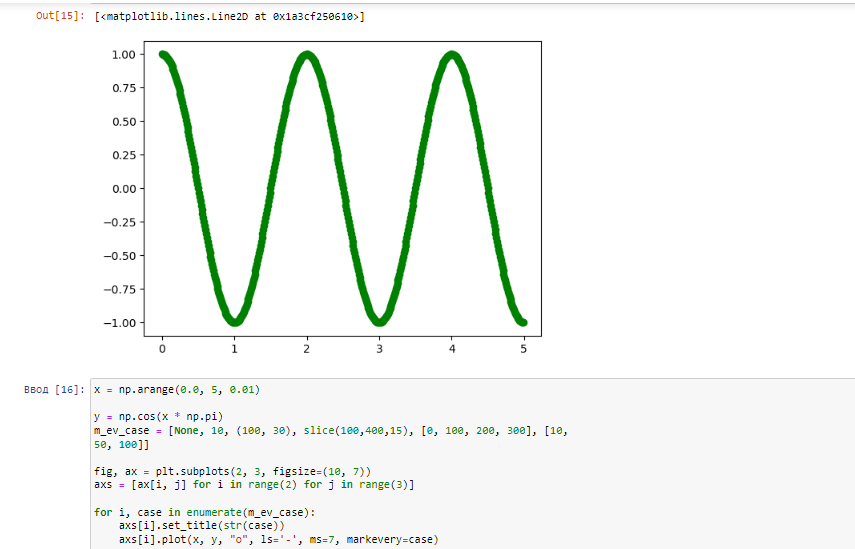 Out[15]: [<matplotlib.lines.Line2D at 0x1a3cf250610>]
1.00
0.75
0.50
0.25
0.00
−0.25
−0.50
−0.75
−1.00
0 1 2 3 4 5
Ввод [16]: x = np.arange(0.0, 5, 0.01)
y = np.cos(x * np.pi)
m_ev_case = [None, 10, (100, 30), slice(100,400,15), [0, 100, 200, 300], [10,
50, 100]]
fig, ax = plt.subplots(2, 3, figsize=(10, 7))
axs = [ax[i, j] for i in range(2) for j in range(3)]
for i, case in enumerate(m_ev_case):
    axs[i].set_title(str(case))
    axs[i].plot(x, y, "o", ls='-', ms=7, markevery=case)